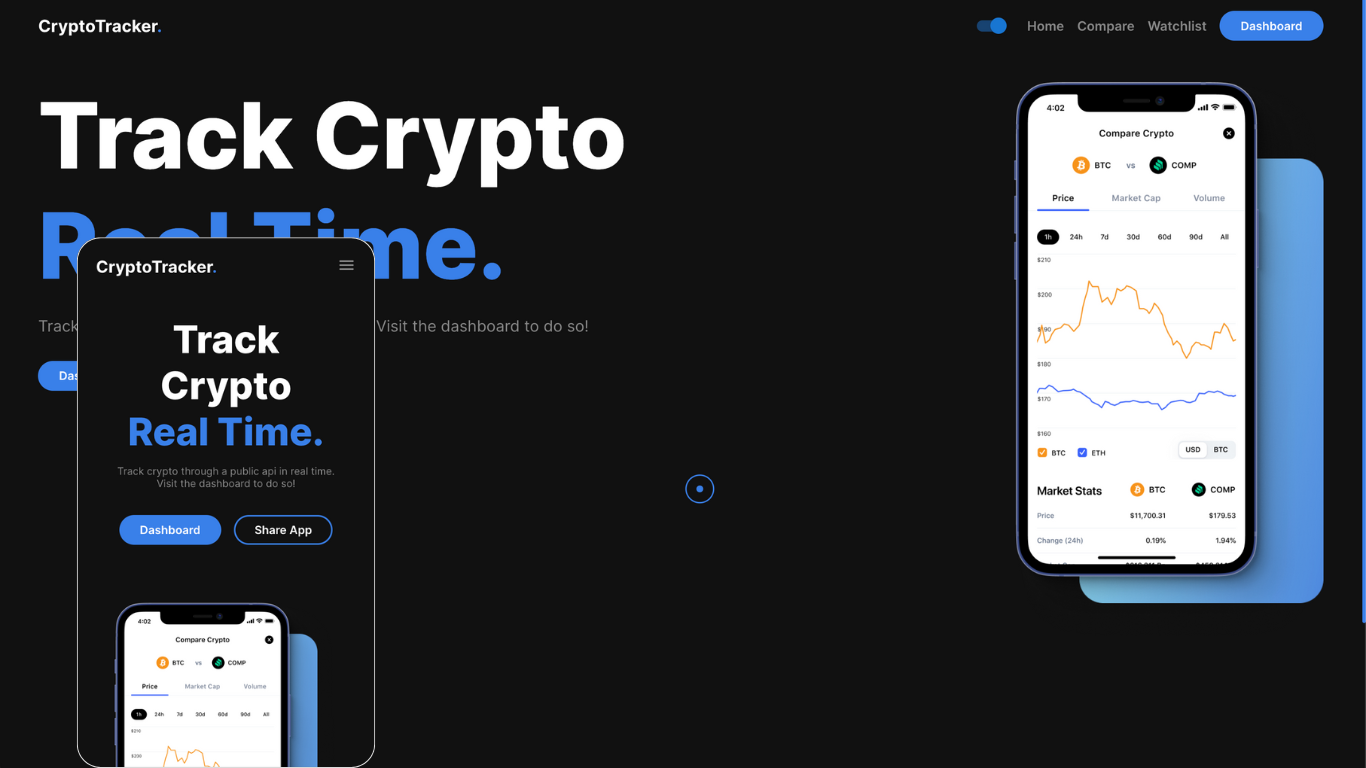 CryptoTracker.
Home Compare Watchlist Dashboard
Track Crypto
Real Time.
Track
Visit the dashboard to do so!
Das
CryptoTracker.
Track
Crypto
Real Time.
Track crypto through a public api in real time.
Visit the dashboard to do so!
Dashboard Share App
4:02
Compare Crypto
BTC vs COMP
Price Market Cap Volume
1h 24h 7d 30d 60d 90d All
$210
$200
4:02
Compare Crypto
BTC vs COMP
Price Market Cap Volume
1h 24h 7d 30d 60d 90d All
$210
$200
$190
$180
$170
$160
BTC ETH USD BTC
Market Stats BTC COMP
Price $11,700.31 $179.53
Change (24h) 0.19% 1.94%